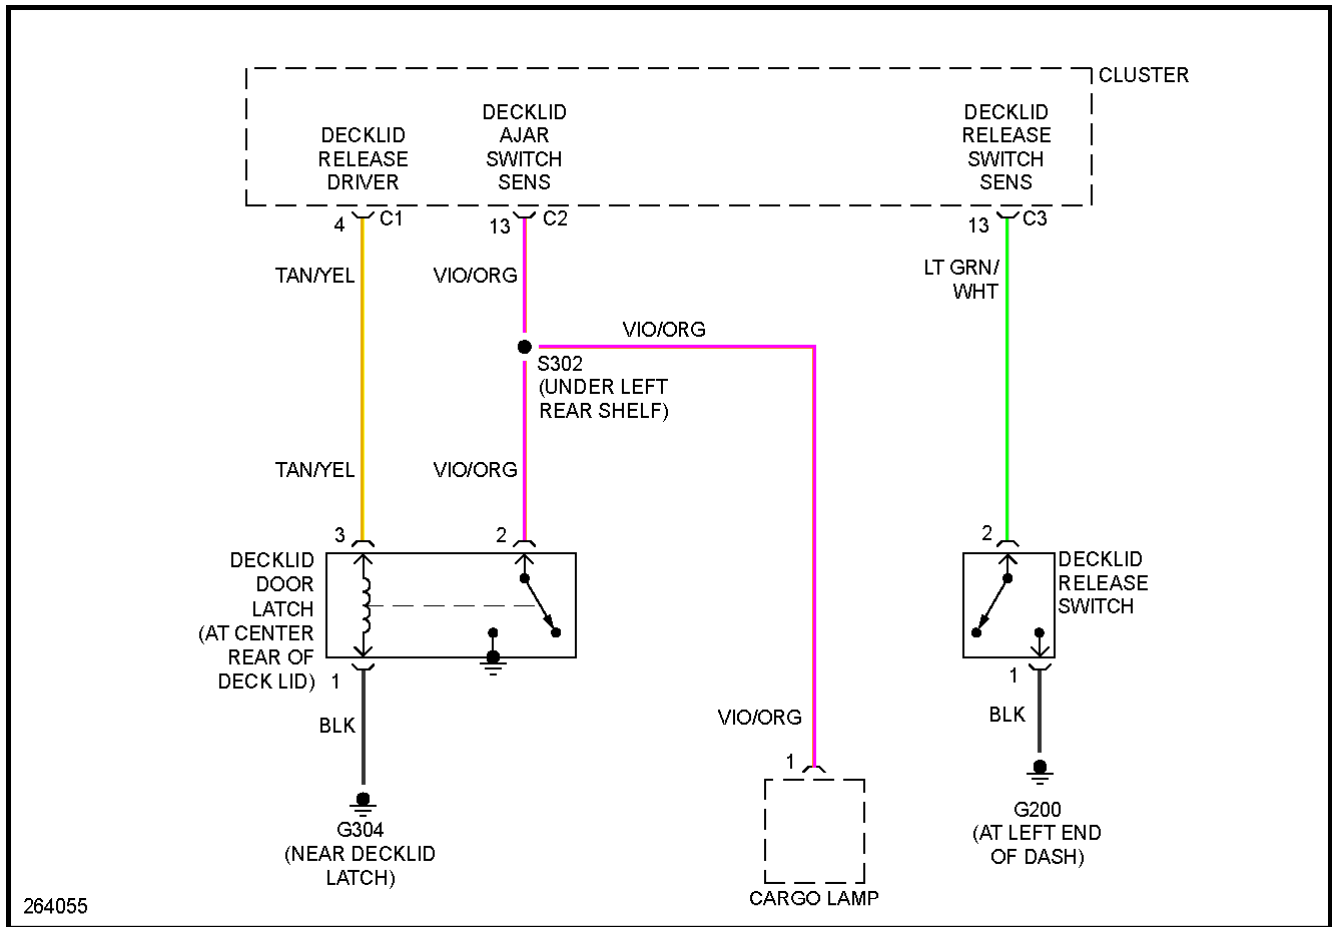 CLUSTER
DECKLID
RELEASE
DRIVER
DECKLID
AJAR
SWITCH
SENS
DECKLID
RELEASE
SWITCH
SENS
4 C1
13 C2
13 C3
TAN/YEL
VIO/ORG
LT GRN/
WHT
VIO/ORG
S302
(UNDER LEFT
REAR SHELF)
TAN/YEL
VIO/ORG
3
2
2
DECKLID
DOOR
LATCH
(AT CENTER
REAR OF
DECK LID)
DECKLID
RELEASE
SWITCH
1
1
BLK
VIO/ORG
BLK
1
G304
(NEAR DECKLID
LATCH)
G200
(AT LEFT END
OF DASH)
CARGO LAMP
264055